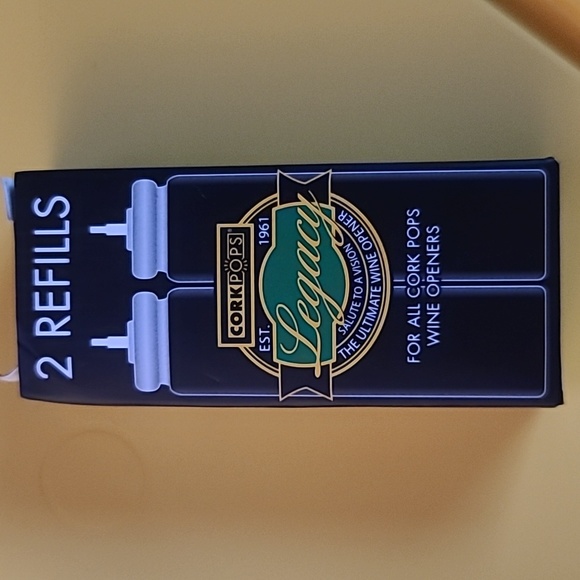 2 REFILLS
CORKPOPS®
EST. 1961
Legacy
SALUTE TO A VISION
THE ULTIMATE WINE OPENER
FOR ALL CORK POPS
WINE OPENERS